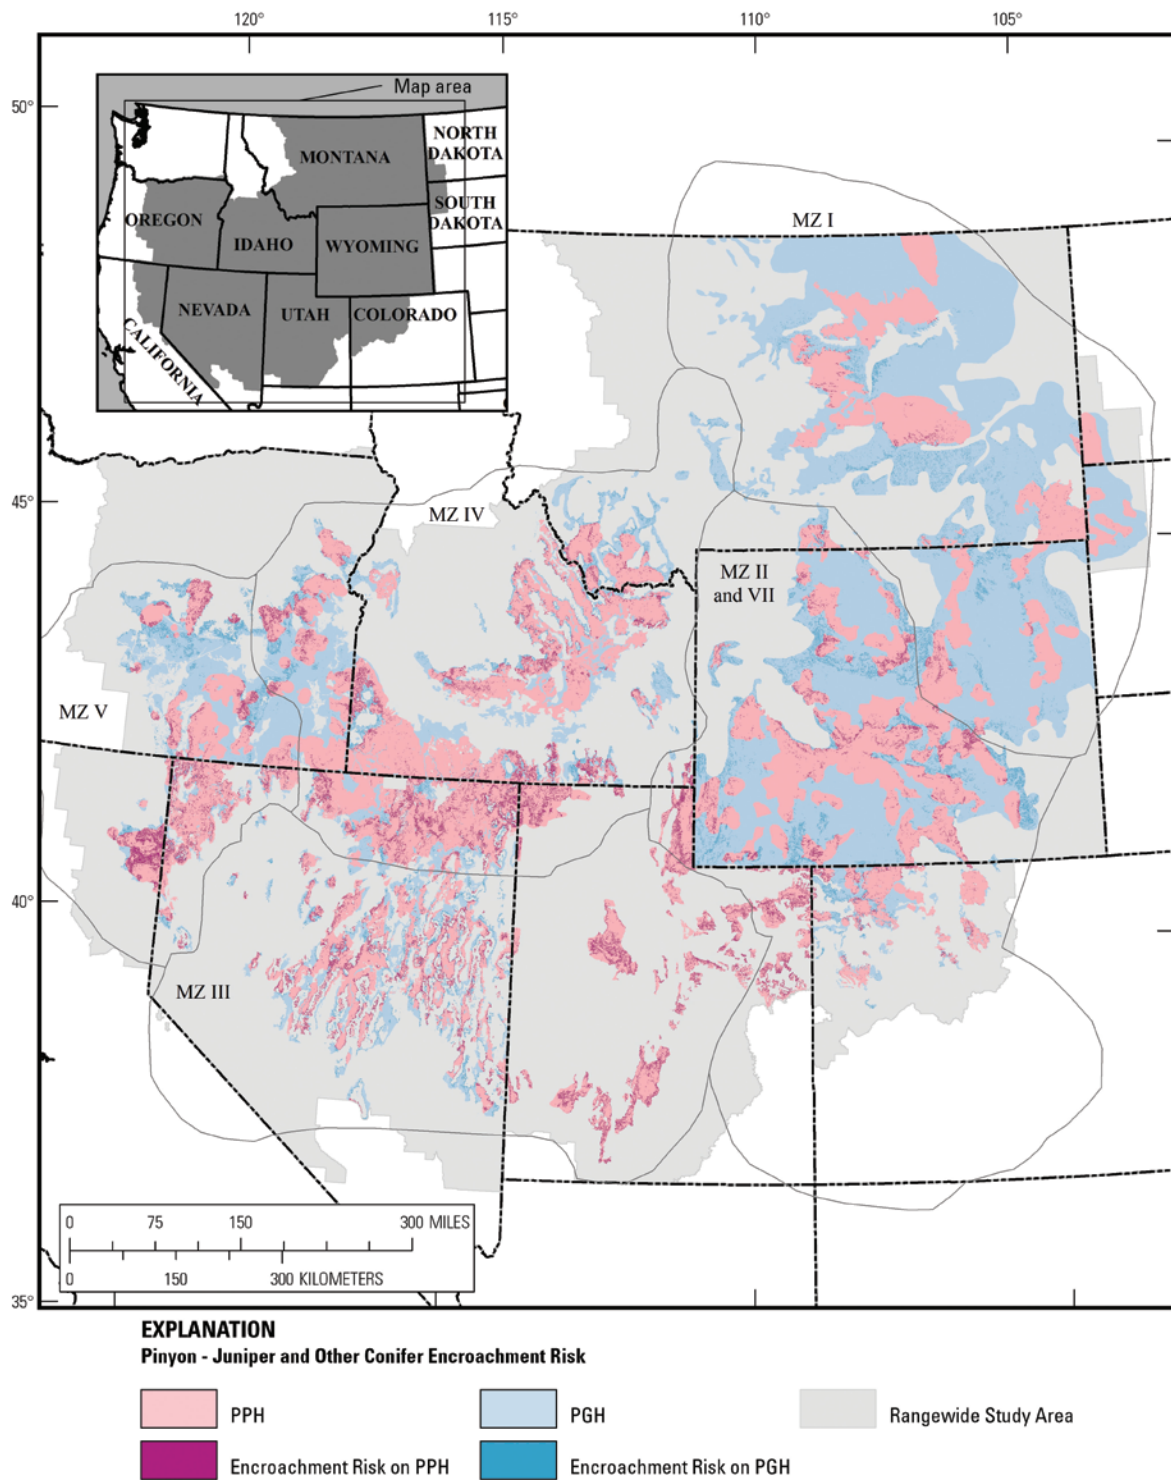 120°
115°
110°
105°
50°
45°
40°
35°
Map area
NORTH
DAKOTA
MONTANA
SOUTH
DAKOTA
OREGON
IDAHO
WYOMING
NEVADA
UTAH
COLORADO
CALIFORNIA
MZ I
MZ IV
MZ II
and VII
MZ V
MZ III
0 75 150 300 MILES
0 150 300 KILOMETERS
EXPLANATION
Pinyon - Juniper and Other Conifer Encroachment Risk
PPH
PGH
Rangewide Study Area
Encroachment Risk on PPH
Encroachment Risk on PGH